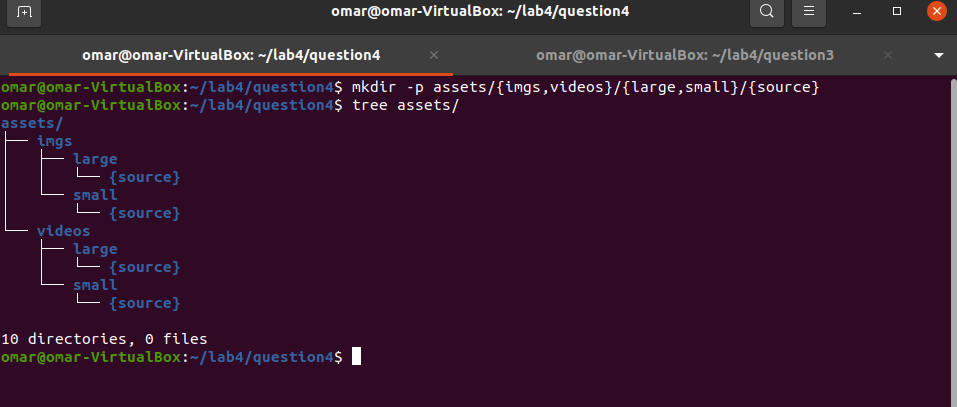 omar@omar-VirtualBox: ~/lab4/question4
omar@omar-VirtualBox: ~/lab4/question4 × omar@omar-VirtualBox: ~/lab4/question3 ×
omar@omar-VirtualBox:~/lab4/question4$ mkdir -p assets/{imgs,videos}/{large,small}/{source}
omar@omar-VirtualBox:~/lab4/question4$ tree assets/
assets/
├── imgs
│   ├── large
│   │   └── {source}
│   └── small
│       └── {source}
└── videos
    ├── large
    │   └── {source}
    └── small
        └── {source}
10 directories, 0 files
omar@omar-VirtualBox:~/lab4/question4$